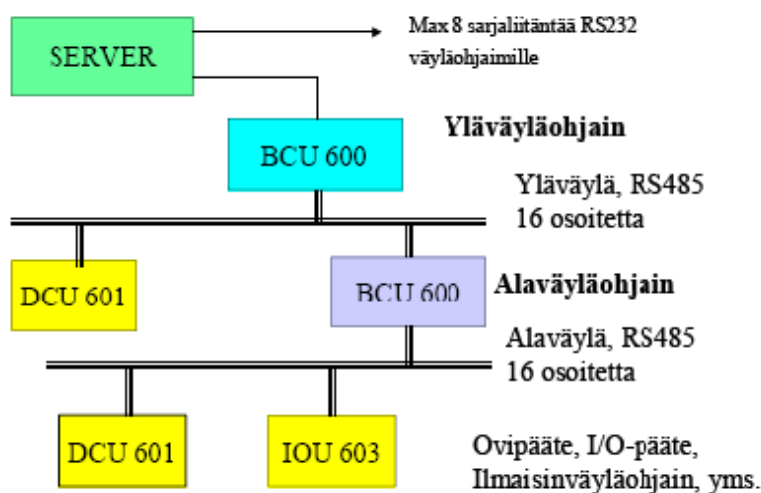 Max 8 sarjaliitäntää RS232
väyläohjaimille
SERVER
Yläväyläohjain
BCU 600
Yläväylä, RS485
16 osoitetta
DCU 601
BCU 600
Alaväyläohjain
Alaväylä, RS485
16 osoitetta
DCU 601
IOU 603
Ovipääte, I/O-pääte,
Ilmaisinväyläohjain, yms.